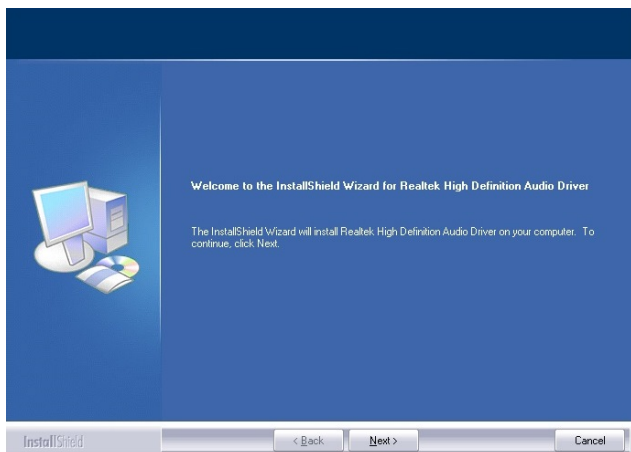 Welcome to the InstallShield Wizard for Realtek High Definition Audio Driver
The InstallShield Wizard will install Realtek High Definition Audio Driver on your computer. To
continue, click Next.
InstallShield
< Back Next > Cancel